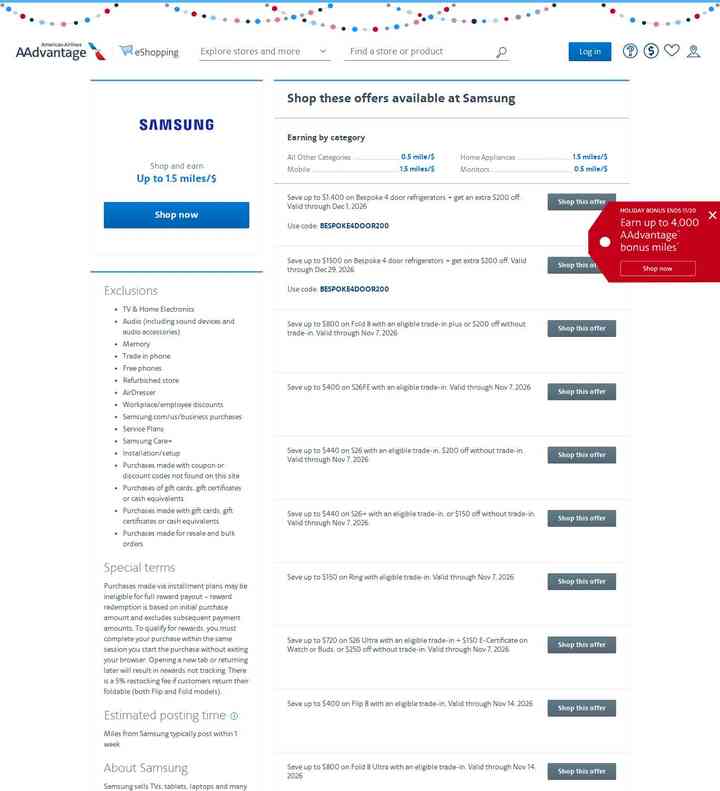 American Airlines
AAdvantage
eShopping
Explore stores and more
Find a store or product
Log in
SAMSUNG
Shop and earn
Up to 1.5 miles/$
Shop now
Exclusions
• TV & Home Electronics
• Audio (including sound devices and
audio accessories)
• Memory
• Trade in phone
• Free phones
• Refurbished store
• AirDresser
• Workplace/employee discounts
• Samsung.com/us/business purchases
• Service Plans
• Samsung Care+
• Installation/setup
• Purchases made with coupon or
discount codes not found on this site
• Purchases of gift cards, gift certificates
or cash equivalents
• Purchases made with gift cards, gift
certificates or cash equivalents
• Purchases made for resale and bulk
orders
Special terms
Purchases made via installment plans may be
ineligible for full reward payout – reward
redemption is based on initial purchase
amount and excludes subsequent payment
amounts. To qualify for rewards, you must
complete your purchase within the same
session you start the purchase without exiting
your browser. Opening a new tab or returning
later will result in rewards not tracking. There
is a 5% restocking fee if customers return their
foldable (both Flip and Fold models).
Estimated posting time
Miles from Samsung typically post within 1
week
About Samsung
Samsung sells TVs, tablets, laptops and many
Shop these offers available at Samsung
Earning by category
All Other Categories 0.5 mile/$
Home Appliances 1.5 miles/$
Mobile 1.5 miles/$
Monitors 0.5 mile/$
Save up to $1,400 on Bespoke 4 door refrigerators + get an extra $200 off.
Valid through Dec 1, 2026
Use code: BESPOKE4DOOR200
Shop this offer
Save up to $1500 on Bespoke 4 door refrigerators + get extra $200 off. Valid
through Dec 29, 2026
Use code: BESPOKE4DOOR200
Shop this
Save up to $800 on Fold 8 with an eligible trade-in plus or $200 off without
trade-in. Valid through Nov 7, 2026
Shop this offer
Save up to $400 on S26FE with an eligible trade-in. Valid through Nov 7, 2026
Shop this offer
Save up to $440 on S26 with an eligible trade-in, $200 off without trade-in.
Valid through Nov 7, 2026
Shop this offer
Save up to $440 on S26+ with an eligible trade-in, or $150 off without trade-in.
Valid through Nov 7, 2026
Shop this offer
Save up to $150 on Ring with eligible trade-in. Valid through Nov 7, 2026
Shop this offer
Save up to $720 on S26 Ultra with an eligible trade-in + $150 E-Certificate on
Watch or Buds, or $250 off without trade-in. Valid through Nov 7, 2026
Shop this offer
Save up to $400 on Flip 8 with an eligible trade-in. Valid through Nov 14, 2026
Shop this offer
Save up to $800 on Fold 8 Ultra with an eligible trade-in. Valid through Nov 14,
2026
Shop this offer
HOLIDAY BONUS ENDS 11/20
Earn up to 4,000
AAdvantage®
bonus miles*
Shop now